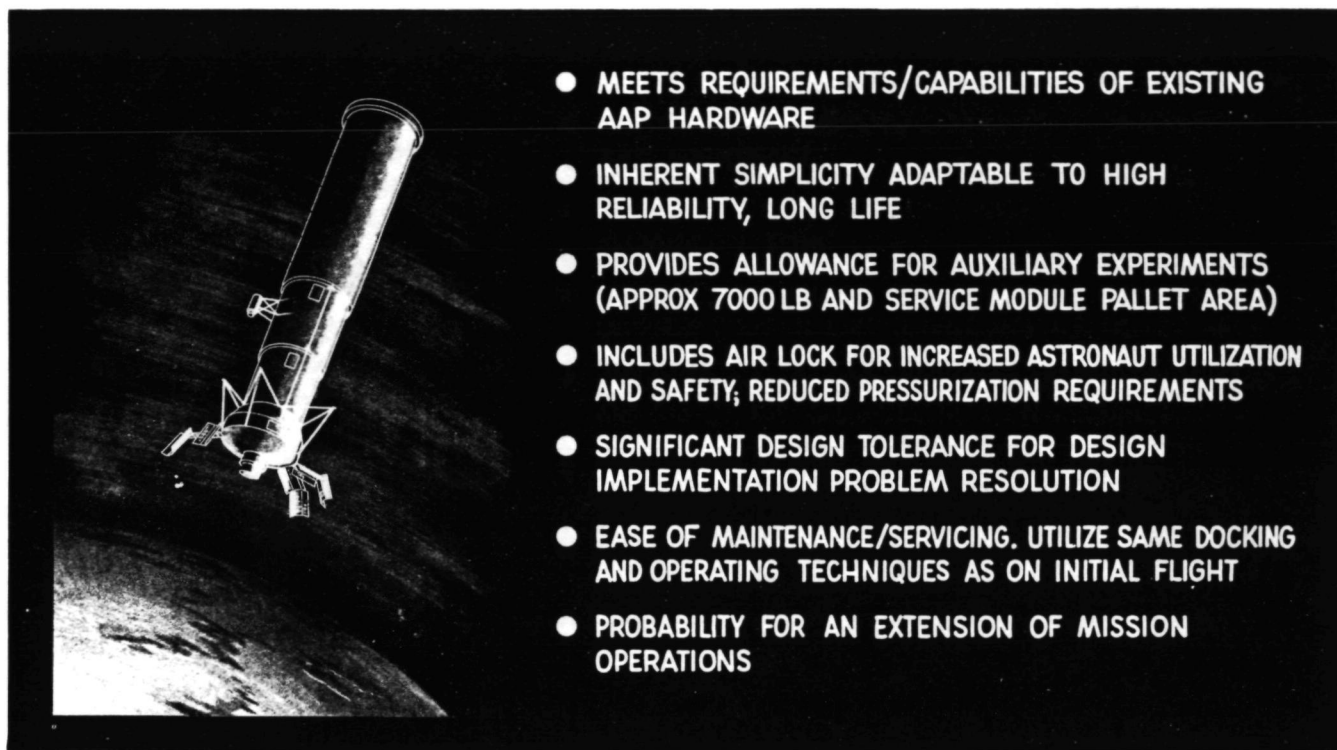 ● MEETS REQUIREMENTS/CAPABILITIES OF EXISTING
AAP HARDWARE
● INHERENT SIMPLICITY ADAPTABLE TO HIGH
RELIABILITY, LONG LIFE
● PROVIDES ALLOWANCE FOR AUXILIARY EXPERIMENTS
(APPROX 7000 LB AND SERVICE MODULE PALLET AREA)
● INCLUDES AIR LOCK FOR INCREASED ASTRONAUT UTILIZATION
AND SAFETY; REDUCED PRESSURIZATION REQUIREMENTS
● SIGNIFICANT DESIGN TOLERANCE FOR DESIGN
IMPLEMENTATION PROBLEM RESOLUTION
● EASE OF MAINTENANCE/SERVICING. UTILIZE SAME DOCKING
AND OPERATING TECHNIQUES AS ON INITIAL FLIGHT
● PROBABILITY FOR AN EXTENSION OF MISSION
OPERATIONS